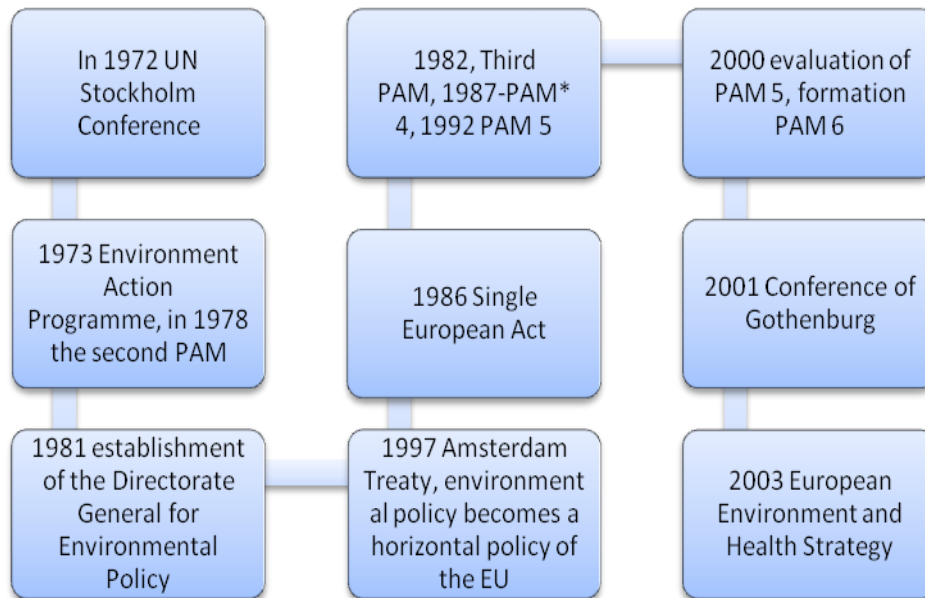 In 1972 UN
Stockholm
Conference
1973 Environment
Action
Programme, in 1978
the second PAM
1981 establishment
of the Directorate
General for
Environmental
Policy
1997 Amsterdam
Treaty, environment
al policy becomes a
horizontal policy of
the EU
1986 Single
European Act
1982, Third
PAM, 1987-PAM*
4, 1992 PAM 5
2000 evaluation of
PAM 5, formation
PAM 6
2001 Conference of
Gothenburg
2003 European
Environment and
Health Strategy